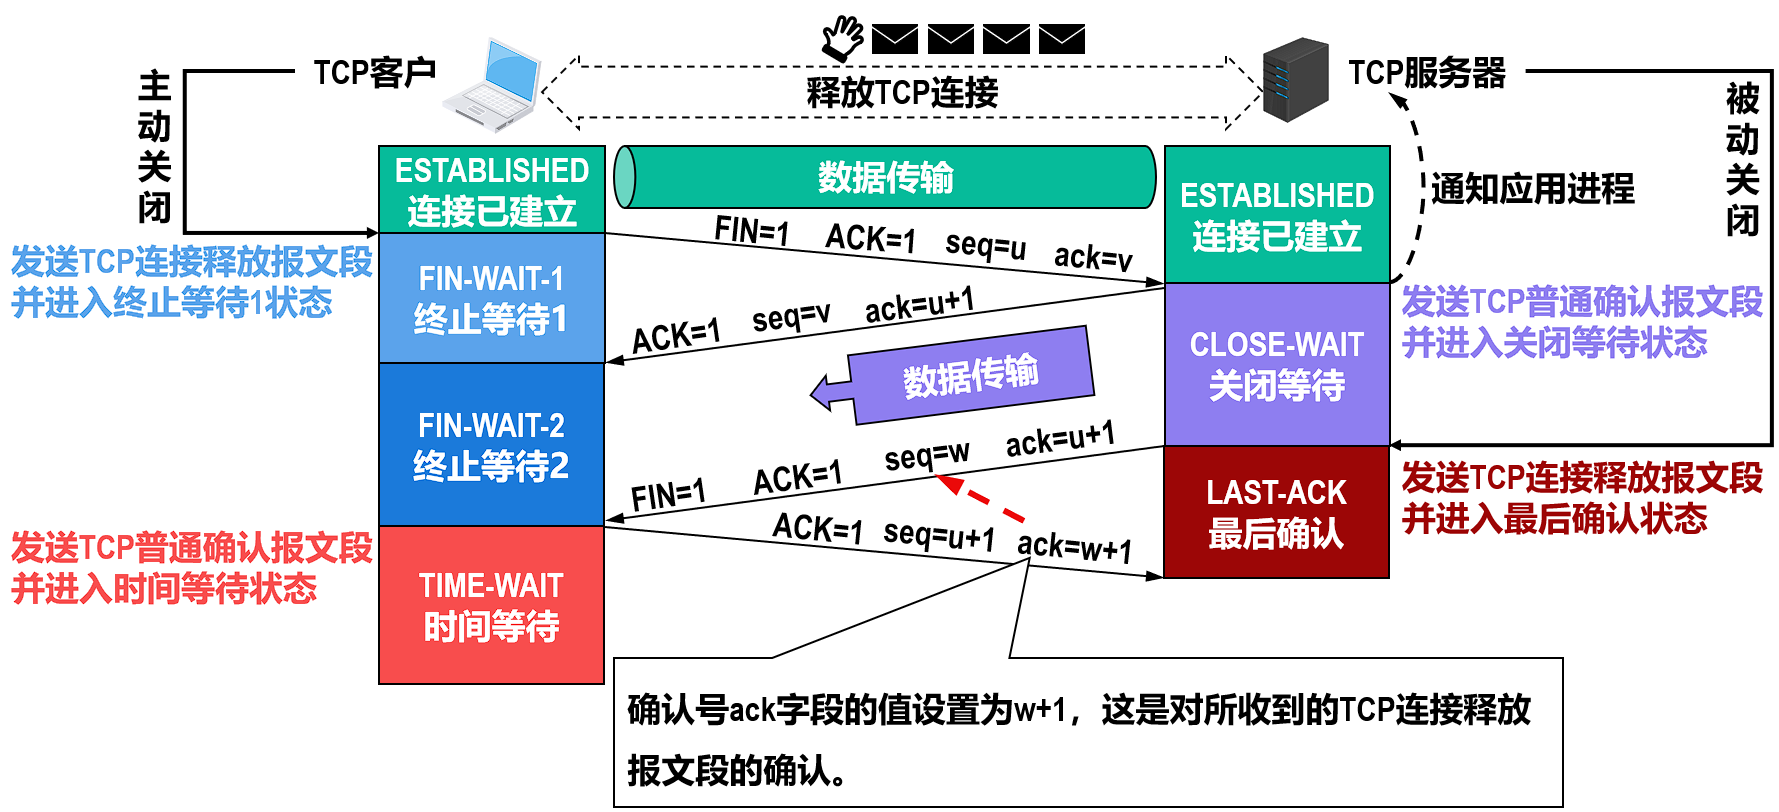 TCP客户
释放TCP连接
TCP服务器
主动关闭
被动关闭
ESTABLISHED
连接已建立
数据传输
ESTABLISHED
连接已建立
通知应用进程
FIN=1 ACK=1 seq=u ack=v
发送TCP连接释放报文段
并进入终止等待1状态
FIN-WAIT-1
终止等待1
ACK=1 seq=v ack=u+1
发送TCP普通确认报文段
并进入关闭等待状态
CLOSE-WAIT
关闭等待
数据传输
FIN-WAIT-2
终止等待2
FIN=1 ACK=1 seq=w ack=u+1
发送TCP连接释放报文段
并进入最后确认状态
LAST-ACK
最后确认
ACK=1 seq=u+1 ack=w+1
发送TCP普通确认报文段
并进入时间等待状态
TIME-WAIT
时间等待
确认号ack字段的值设置为w+1，这是对所收到的TCP连接释放
报文段的确认。